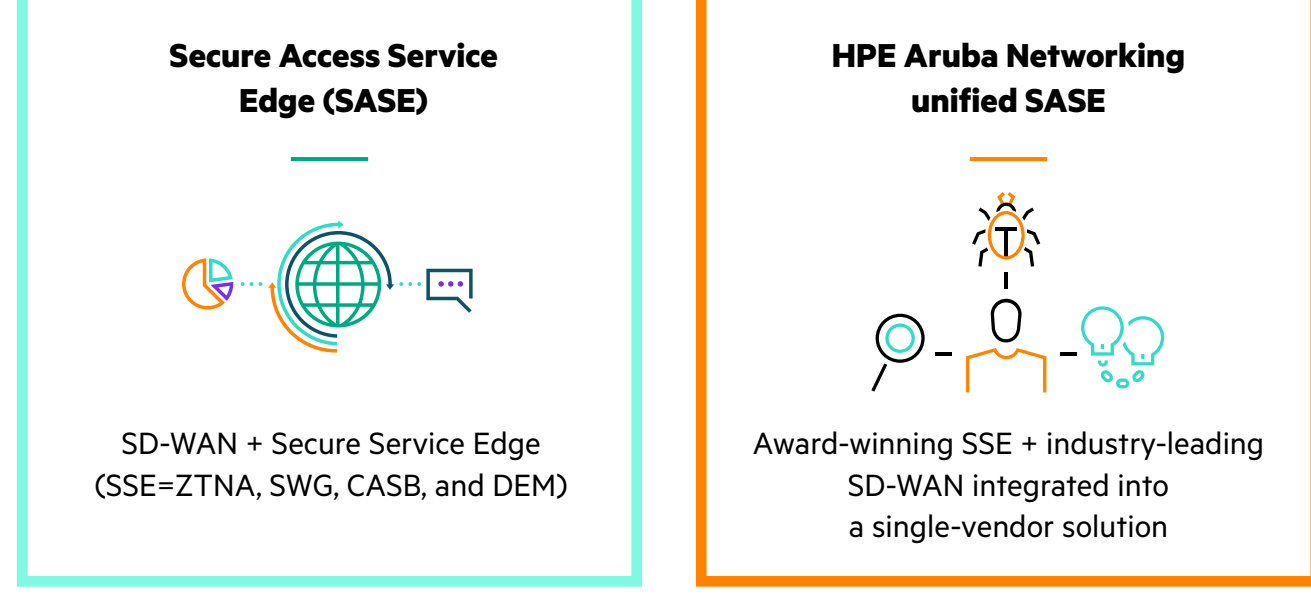 Secure Access Service
Edge (SASE)
SD-WAN + Secure Service Edge
(SSE=ZTNA, SWG, CASB, and DEM)
HPE Aruba Networking
unified SASE
Award-winning SSE + industry-leading
SD-WAN integrated into
a single-vendor solution